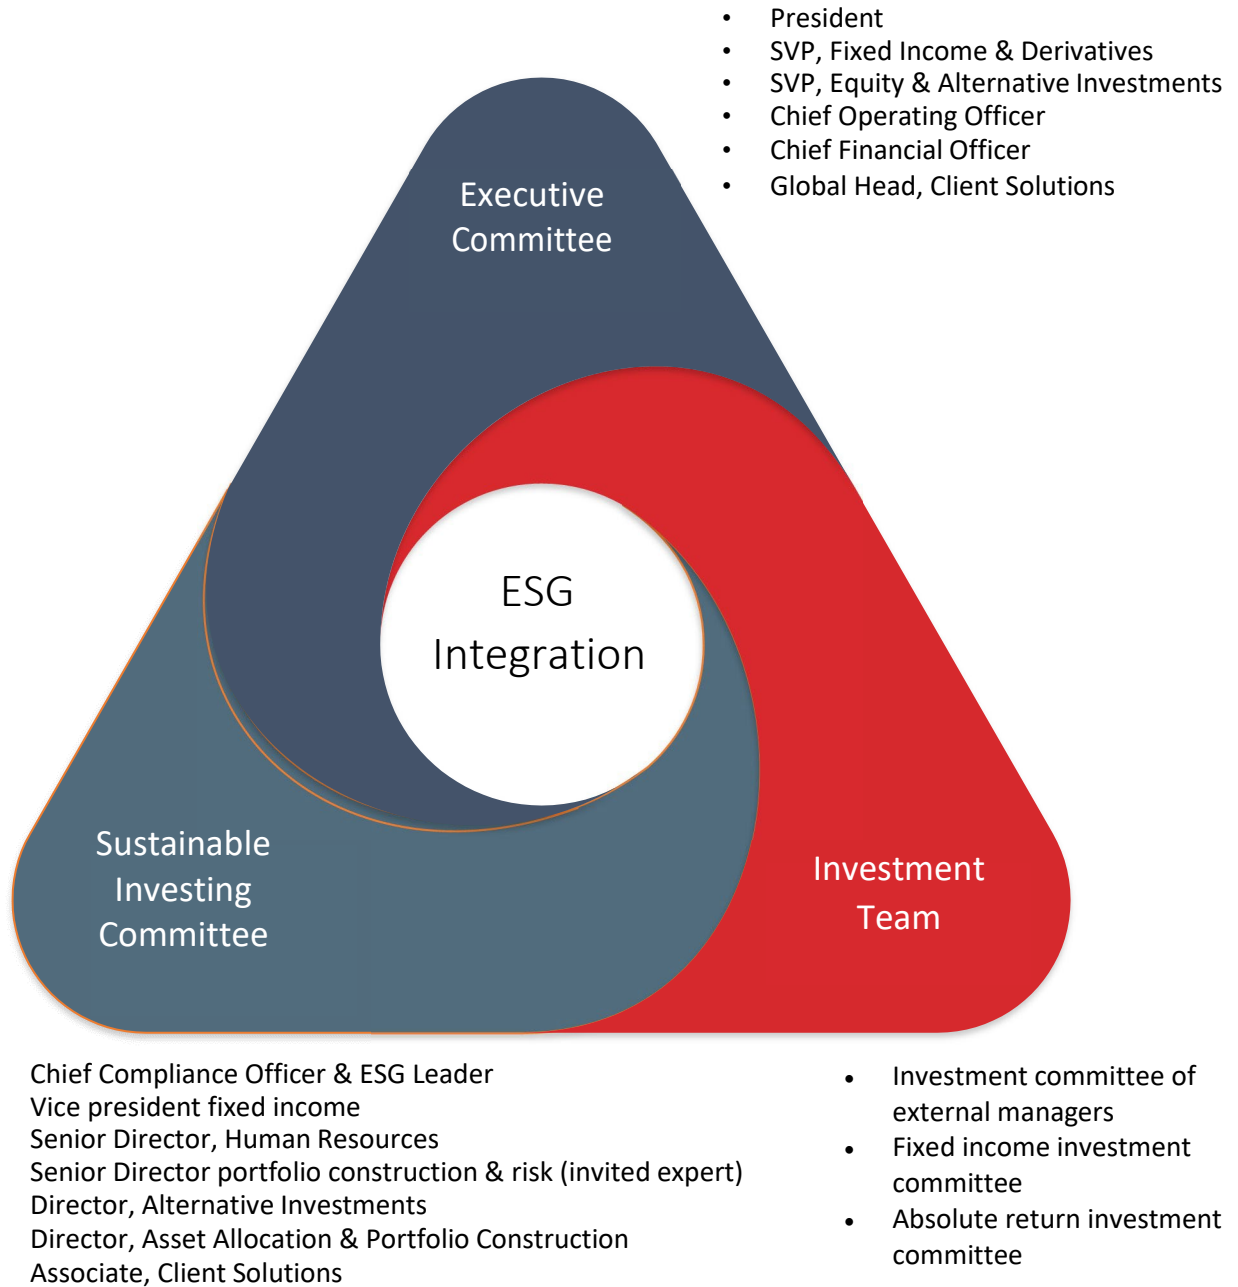 • President
• SVP, Fixed Income & Derivatives
• SVP, Equity & Alternative Investments
• Chief Operating Officer
• Chief Financial Officer
• Global Head, Client Solutions
Executive
Committee
ESG
Integration
Sustainable
Investing
Committee
Investment
Team
Chief Compliance Officer & ESG Leader
Vice president fixed income
Senior Director, Human Resources
Senior Director portfolio construction & risk (invited expert)
Director, Alternative Investments
Director, Asset Allocation & Portfolio Construction
Associate, Client Solutions
• Investment committee of
external managers
• Fixed income investment
committee
• Absolute return investment
committee